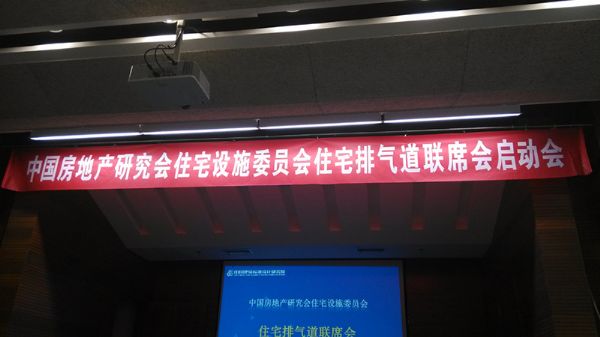 中国房地产研究会住宅设施委员会住宅排气道联席会启动会
中国房地产研究会住宅设施委员会
住宅排气道联席会